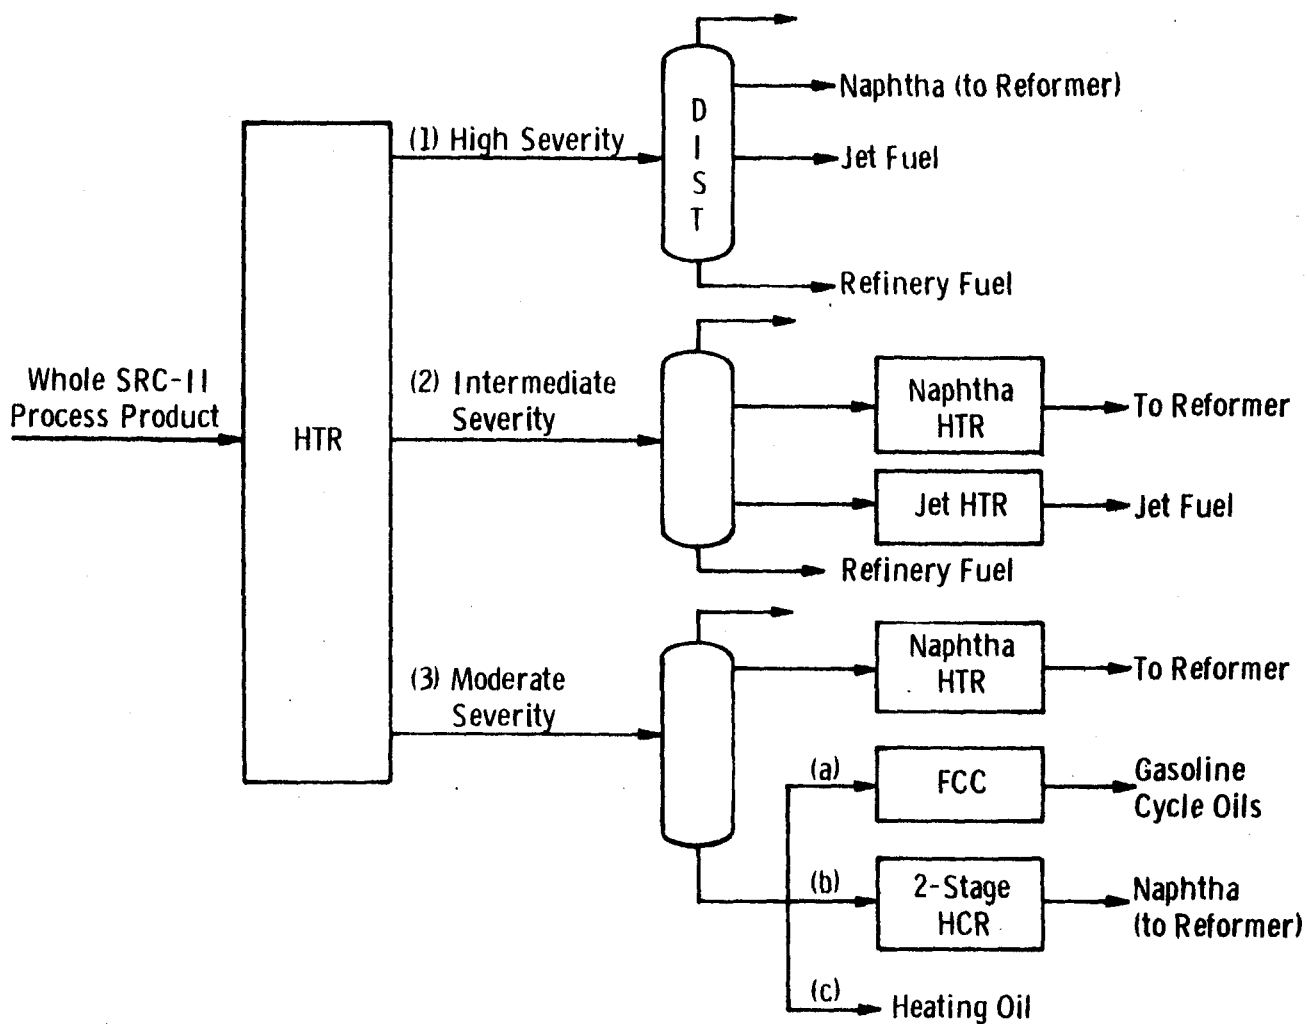 Whole SRC-II
Process Product
HTR
(1) High Severity
D
I
S
T
Naphtha (to Reformer)
Jet Fuel
Refinery Fuel
(2) Intermediate
Severity
Naphtha
HTR
To Reformer
Jet HTR
Jet Fuel
Refinery Fuel
(3) Moderate
Severity
Naphtha
HTR
To Reformer
(a)
FCC
Gasoline
Cycle Oils
(b)
2-Stage
HCR
Naphtha
(to Reformer)
(c)
Heating Oil